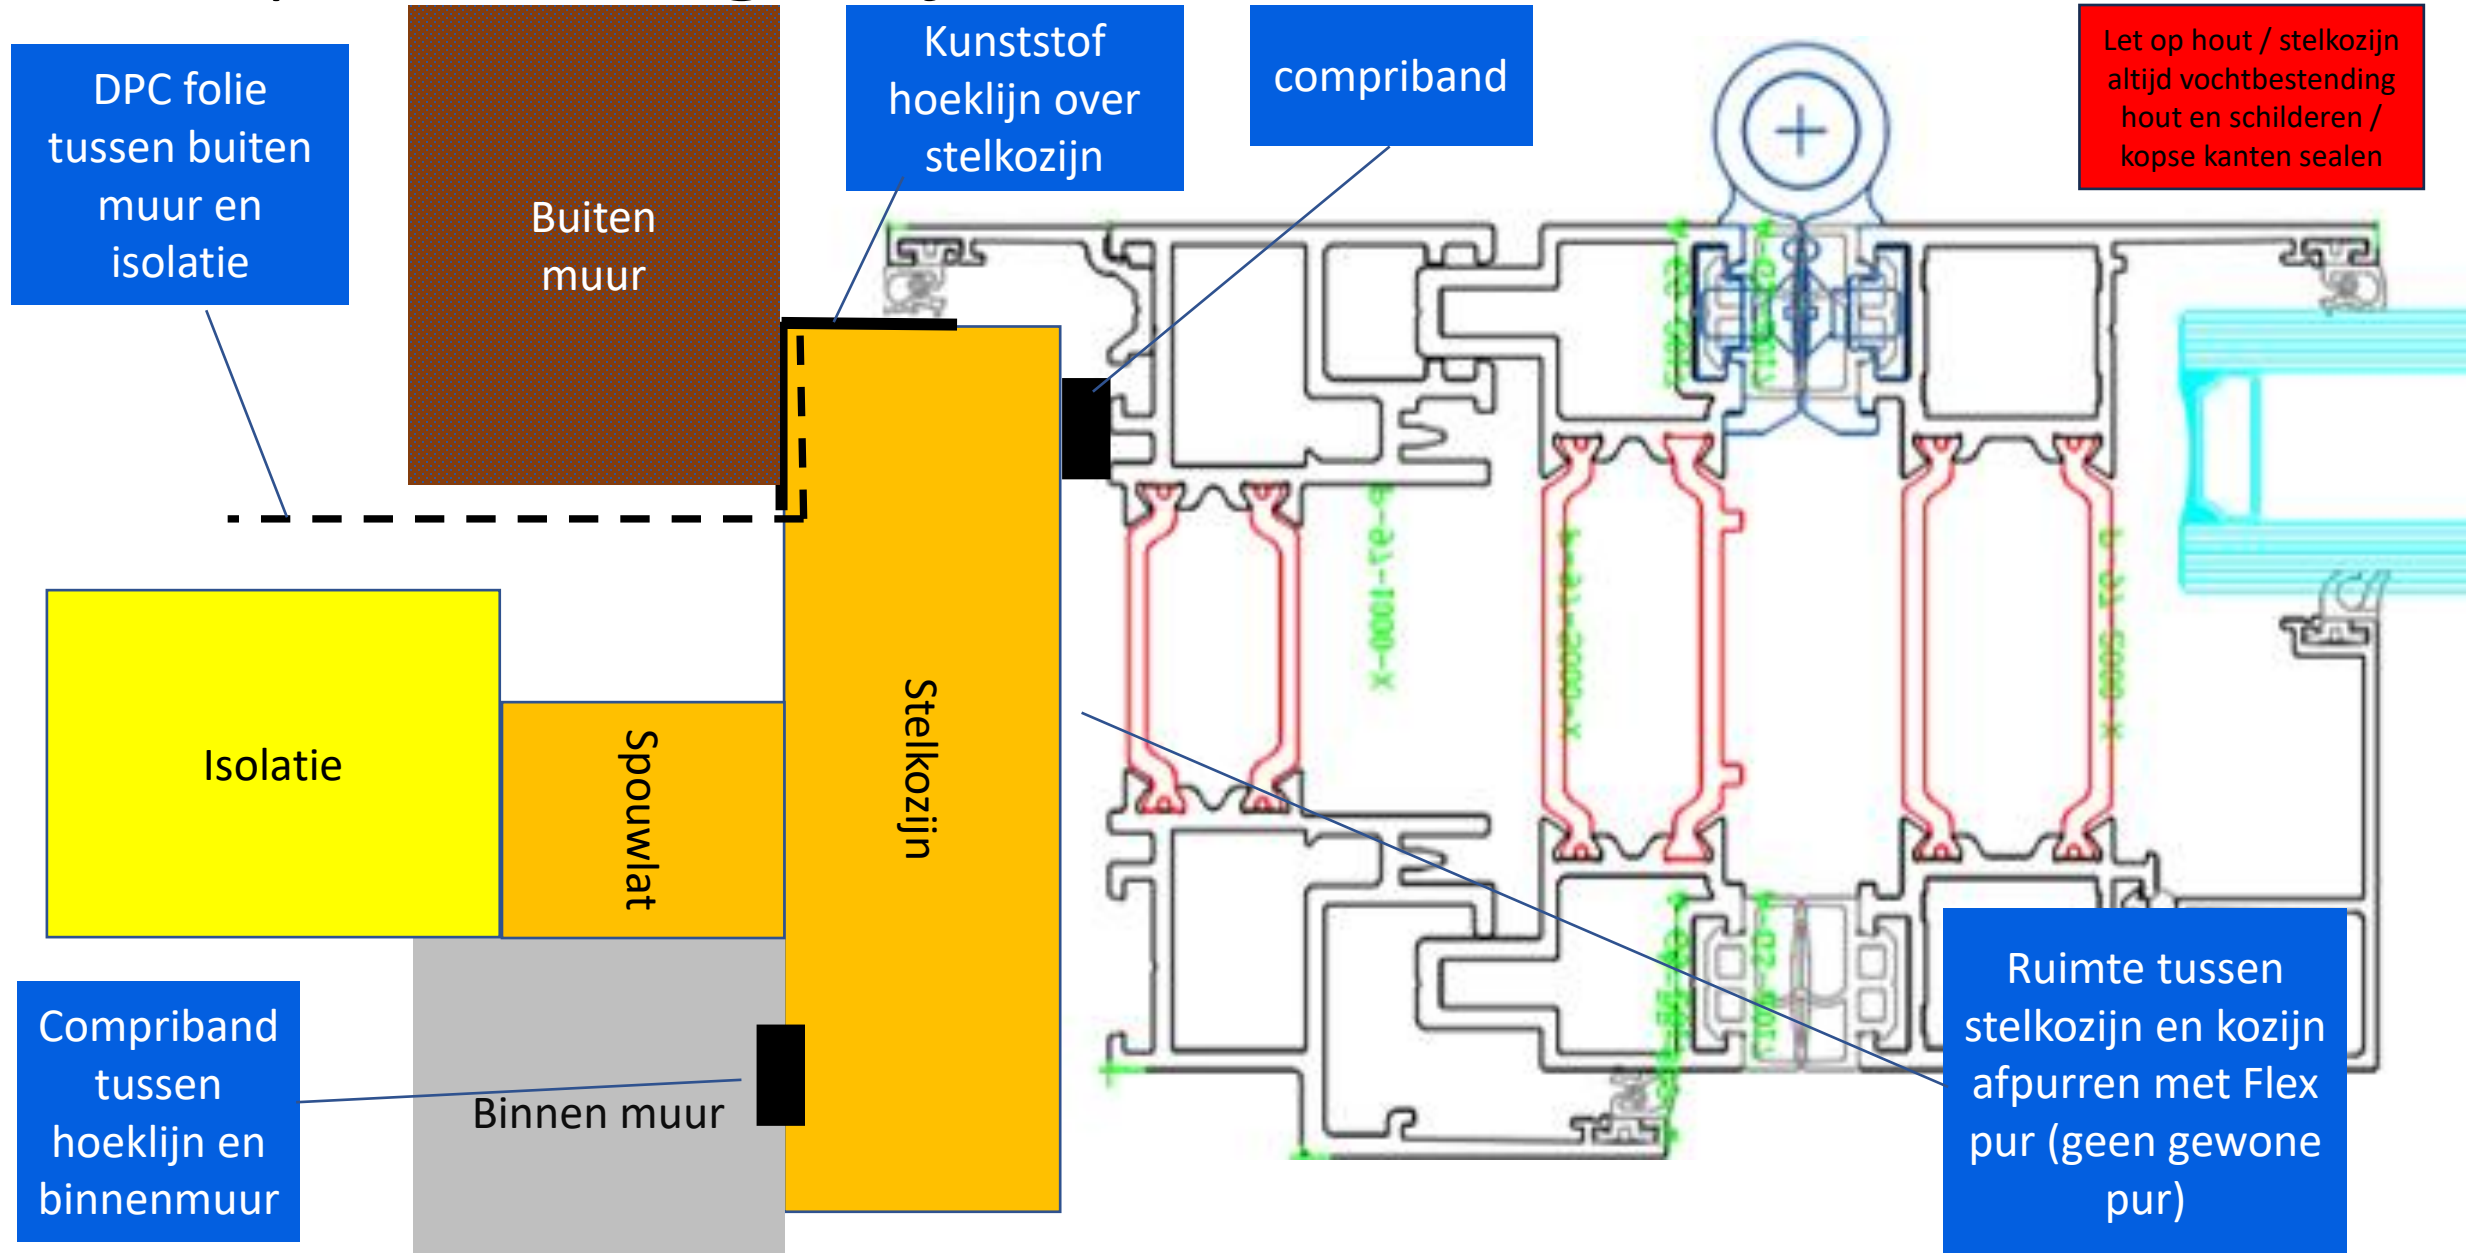 DPC folie
tussen buiten
muur en
isolatie
Buiten
muur
Kunststof
hoeklijn over
stelkozijn
compriband
Let op hout / stelkozijn
altijd vochtbestending
hout en schilderen /
kopse kanten sealen
Isolatie
Spouwlat
Stelkozijn
Compriband
tussen
hoeklijn en
binnenmuur
Binnen muur
Ruimte tussen
stelkozijn en kozijn
afpurren met Flex
pur (geen gewone
pur)